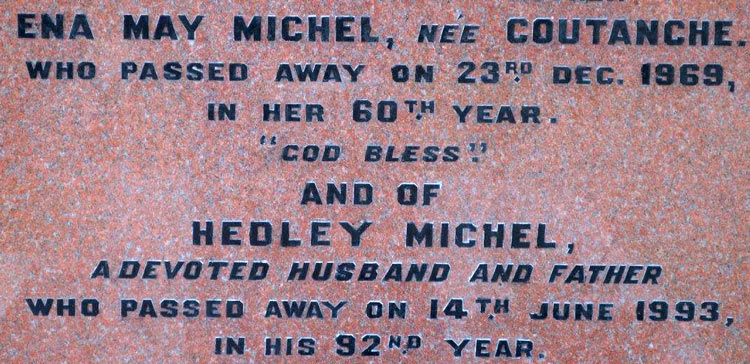 ENA MAY MICHEL, NÉE COUTANCHE.
WHO PASSED AWAY ON 23RD DEC. 1969,
IN HER 60TH YEAR.
"GOD BLESS"
AND OF
HEDLEY MICHEL,
A DEVOTED HUSBAND AND FATHER
WHO PASSED AWAY ON 14TH JUNE 1993,
IN HIS 92ND YEAR.